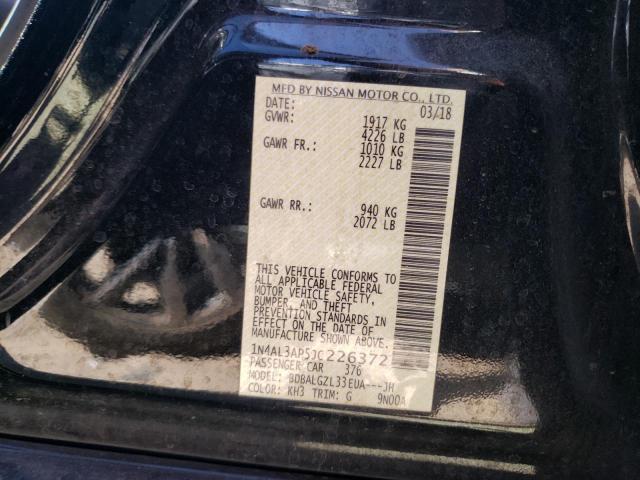 MFD BY NISSAN MOTOR CO., LTD.
DATE: 03/18
GVWR: 1917 KG
4226 LB
GAWR FR.: 1010 KG
2227 LB
GAWR RR.: 940 KG
2072 LB
THIS VEHICLE CONFORMS TO
ALL APPLICABLE FEDERAL
MOTOR VEHICLE SAFETY,
BUMPER, AND THEFT
PREVENTION STANDARDS IN
EFFECT ON THE DATE OF
MANUFACTURE SHOWN ABOVE.
1N4AL3AP5JC226372
PASSENGER CAR 376
MODEL: BDBALGZL33EUA---JH
COLOR: KH3 TRIM: G 9N00A